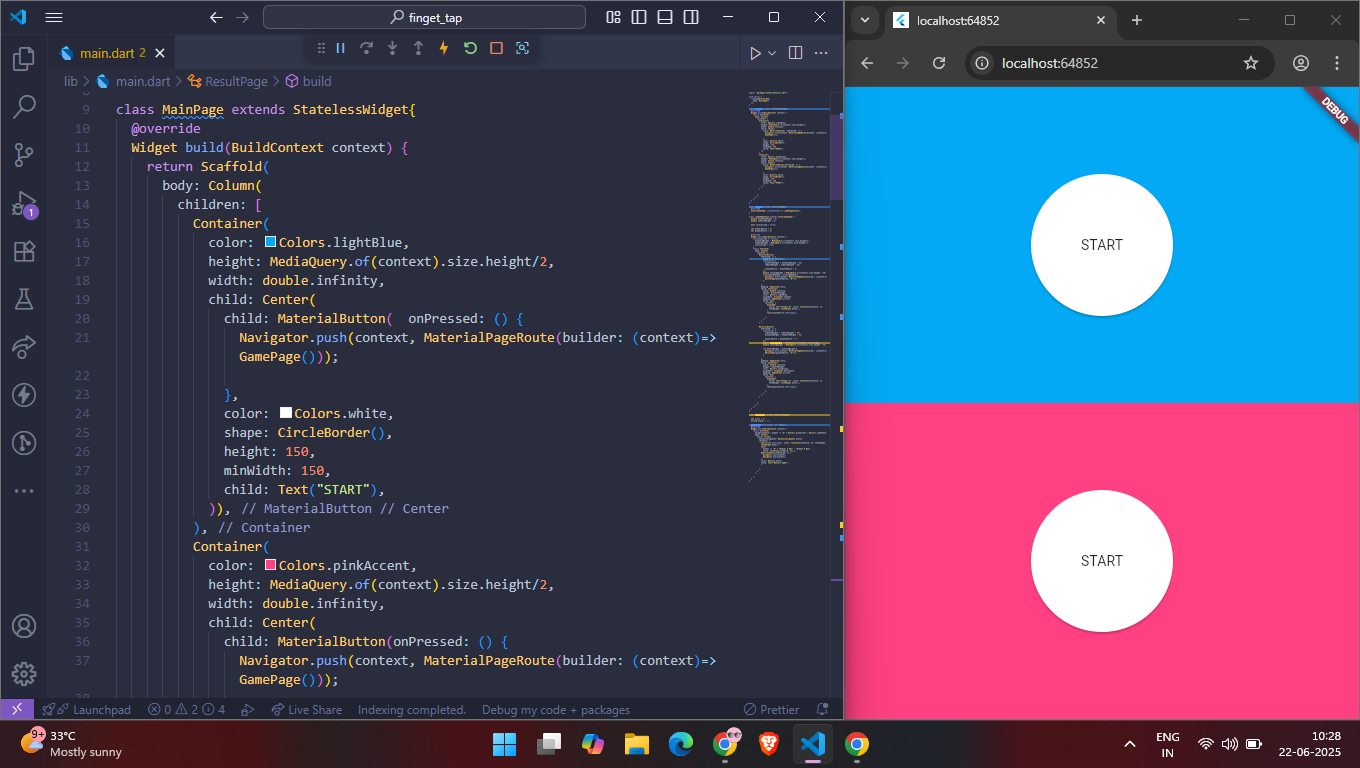 finget_tap
main.dart 2
lib > main.dart > ResultPage > build
9 class MainPage extends StatelessWidget{
10 @override
11 Widget build(BuildContext context) {
12 return Scaffold(
13 body: Column(
14 children: [
15 Container(
16 color: Colors.lightBlue,
17 height: MediaQuery.of(context).size.height/2,
18 width: double.infinity,
19 child: Center(
20 child: MaterialButton(  onPressed: () {
21 Navigator.push(context, MaterialPageRoute(builder: (context)=>
GamePage()));
22
23 },
24 color: Colors.white,
25 shape: CircleBorder(),
26 height: 150,
27 minWidth: 150,
28 child: Text("START"),
29 )), // MaterialButton // Center
30 ), // Container
31 Container(
32 color: Colors.pinkAccent,
33 height: MediaQuery.of(context).size.height/2,
34 width: double.infinity,
35 child: Center(
36 child: MaterialButton(onPressed: () {
37 Navigator.push(context, MaterialPageRoute(builder: (context)=>
GamePage()));
1
Launchpad 0 2 4 Live Share Indexing completed. Debug my code + packages Prettier
localhost:64852
localhost:64852
DEBUG
START
START
9+
33°C
Mostly sunny
ENG
IN
10:28
22-06-2025